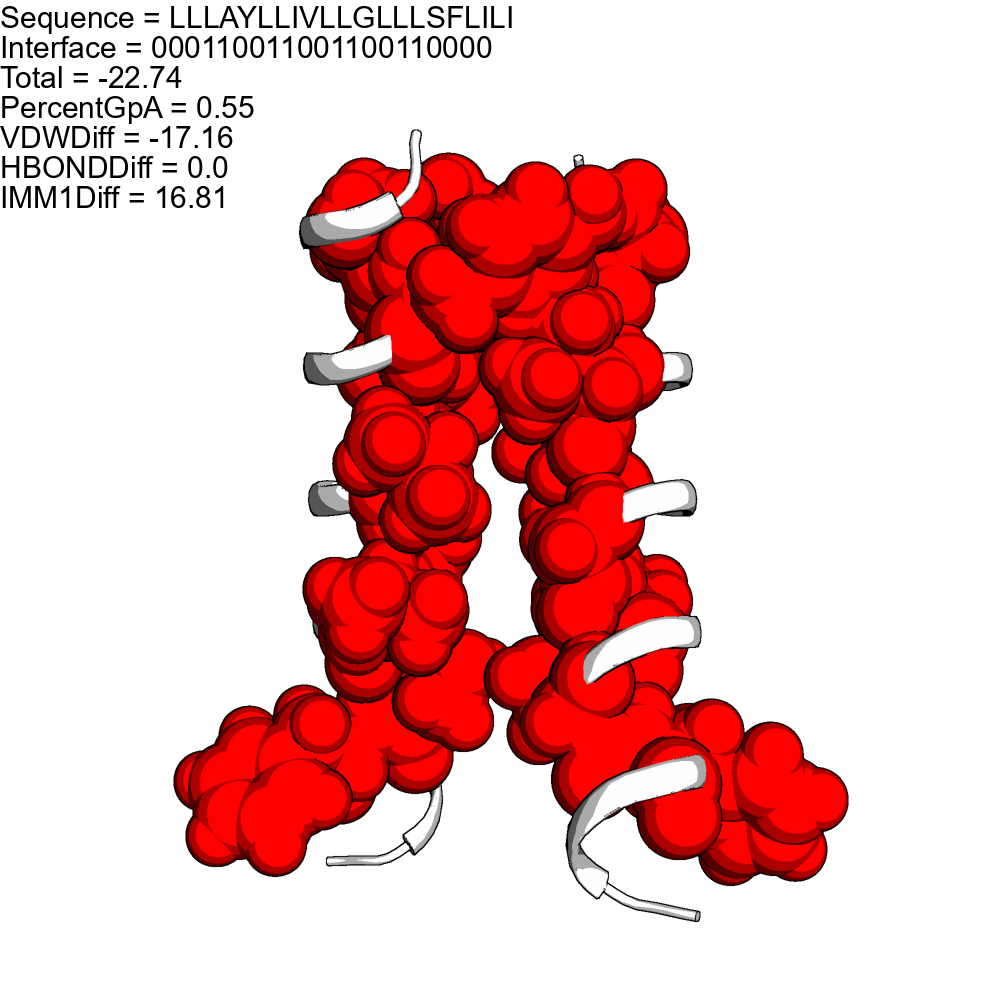 Sequence = LLLAYLLIVLLGLLLSFLILI
Interface = 000110011001100110000
Total = -22.74
PercentGpA = 0.55
VDWDiff = -17.16
HBONDDiff = 0.0
IMM1Diff = 16.81